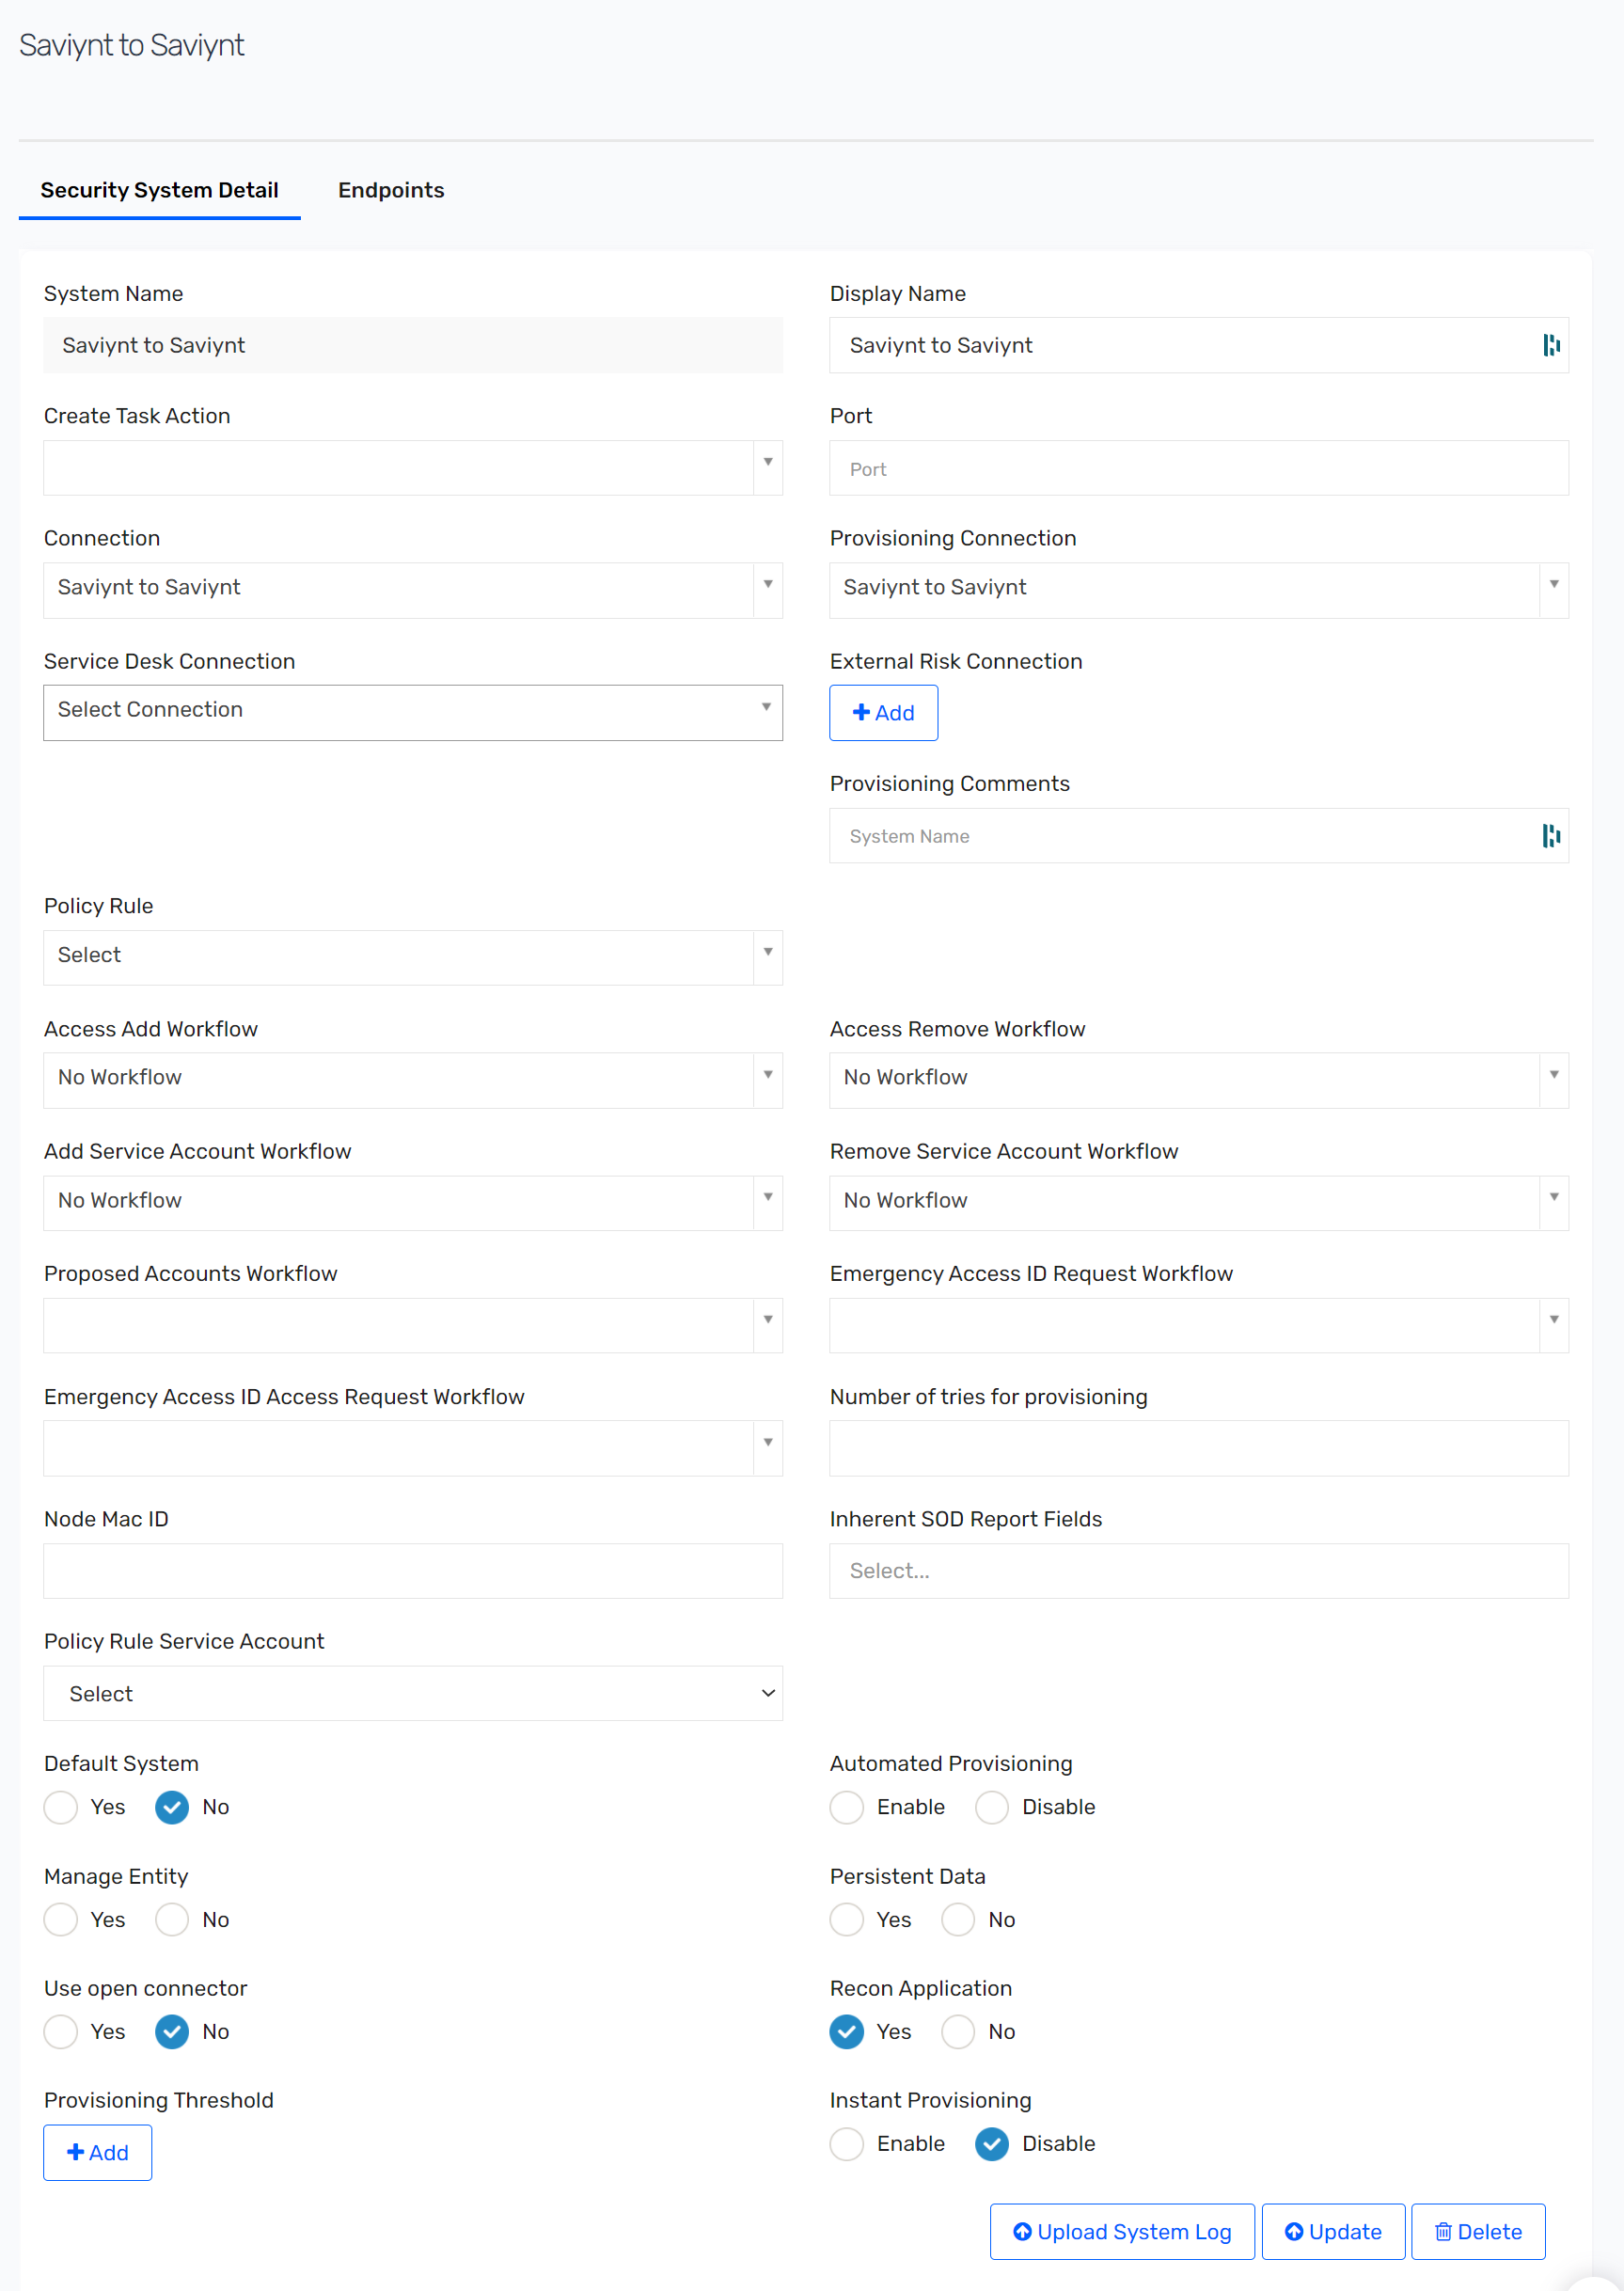 Saviynt to Saviynt
Security System Detail
Endpoints
System Name
Display Name
Saviynt to Saviynt
Saviynt to Saviynt
Create Task Action
Port
Port
Connection
Provisioning Connection
Saviynt to Saviynt
Saviynt to Saviynt
Service Desk Connection
External Risk Connection
Select Connection
Add
Provisioning Comments
System Name
Policy Rule
Select
Access Add Workflow
Access Remove Workflow
No Workflow
No Workflow
Add Service Account Workflow
Remove Service Account Workflow
No Workflow
No Workflow
Proposed Accounts Workflow
Emergency Access ID Request Workflow
Emergency Access ID Access Request Workflow
Number of tries for provisioning
Node Mac ID
Inherent SOD Report Fields
Select...
Policy Rule Service Account
Select
Default System
Automated Provisioning
Yes No
Enable Disable
Manage Entity
Persistent Data
Yes No
Yes No
Use open connector
Recon Application
Yes No
Yes No
Provisioning Threshold
Instant Provisioning
Add
Enable Disable
Upload System Log Update Delete